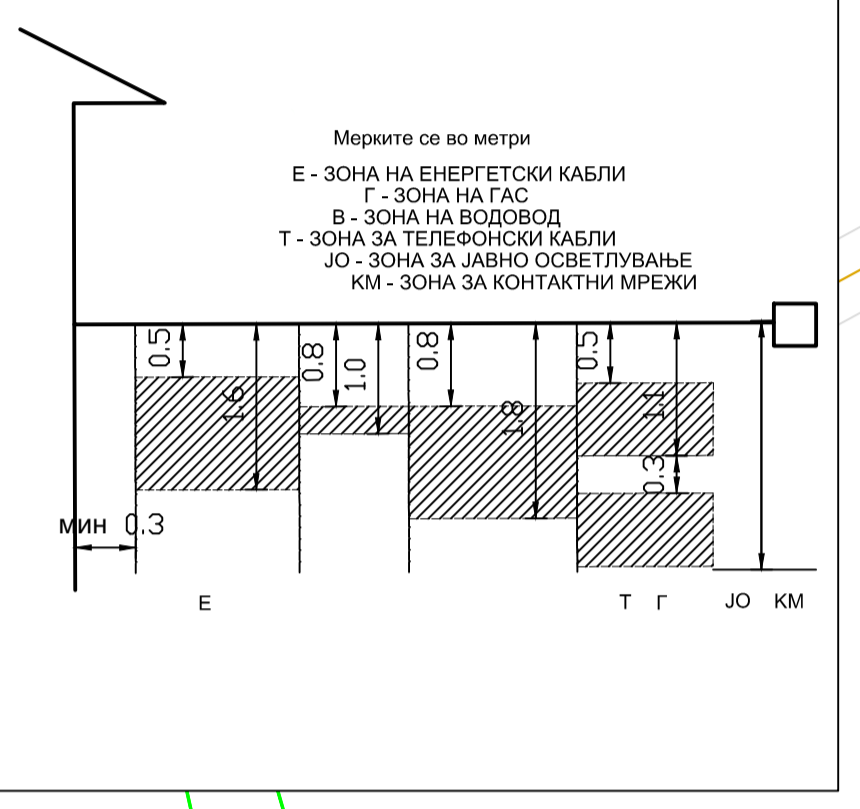 Мерките се во метри
Е - ЗОНА НА ЕНЕРГЕТСКИ КАБЛИ
Г - ЗОНА НА ГАС
В - ЗОНА НА ВОДОВОД
Т - ЗОНА ЗА ТЕЛЕФОНСКИ КАБЛИ
ЈО - ЗОНА ЗА ЈАВНО ОСВЕТЛУВАЊЕ
КМ - ЗОНА ЗА КОНТАКТНИ МРЕЖИ
0.5
1.6
0.8
1.0
0.8
1.8
0.5
1.1
0.3
мин 0.3
Е
Т Г ЈО КМ